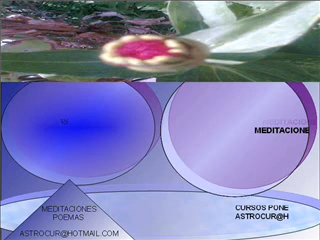 MEDITACIONE
MEDITACIONES
POEMAS
ASTROCUR@HOTMAIL.COM
CURSOS PONE
ASTROCUR@H